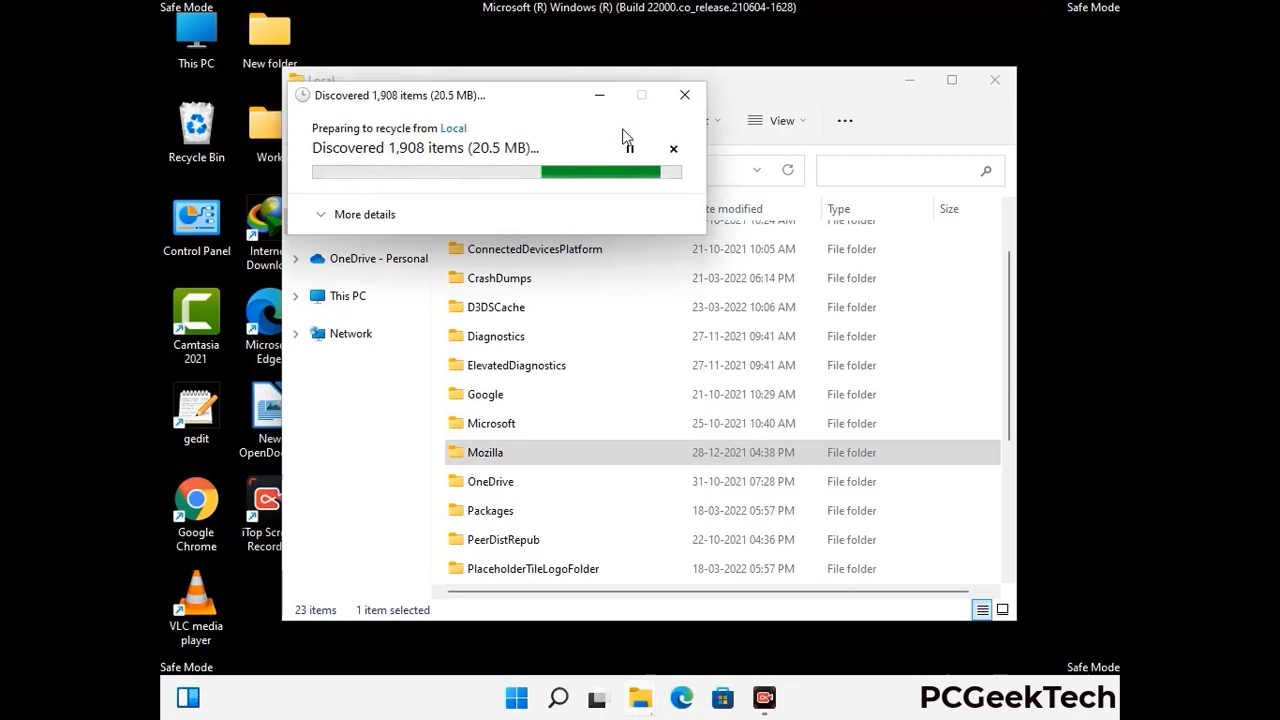 Safe Mode
Microsoft (R) Windows (R) (Build 22000.co_release.210604-1628)
Safe Mode
This PC
New folder
Local
Discovered 1,908 items (20.5 MB)...
Preparing to recycle from Local
Discovered 1,908 items (20.5 MB)...
More details
Recycle Bin
Work
View
Date modified
Type
Size
File folder
Control Panel
Intern
Downlo
OneDrive - Personal
This PC
Network
ConnectedDevicesPlatform 21-10-2021 10:05 AM File folder
CrashDumps 21-03-2022 06:14 PM File folder
D3DSCache 23-03-2022 10:06 AM File folder
Diagnostics 27-11-2021 09:41 AM File folder
ElevatedDiagnostics 27-11-2021 09:41 AM File folder
Google 21-10-2021 10:29 AM File folder
Microsoft 25-10-2021 10:40 AM File folder
Mozilla 28-12-2021 04:38 PM File folder
OneDrive 31-10-2021 07:28 PM File folder
Packages 18-03-2022 05:57 PM File folder
PeerDistRepub 22-10-2021 04:36 PM File folder
PlaceholderTileLogoFolder 18-03-2022 05:57 PM File folder
Camtasia
2021
Micros
Edge
gedit
New
OpenDoc
Google
Chrome
iTop Scr
Record
VLC media
player
23 items
1 item selected
Safe Mode
Safe Mode
PCGeekTech